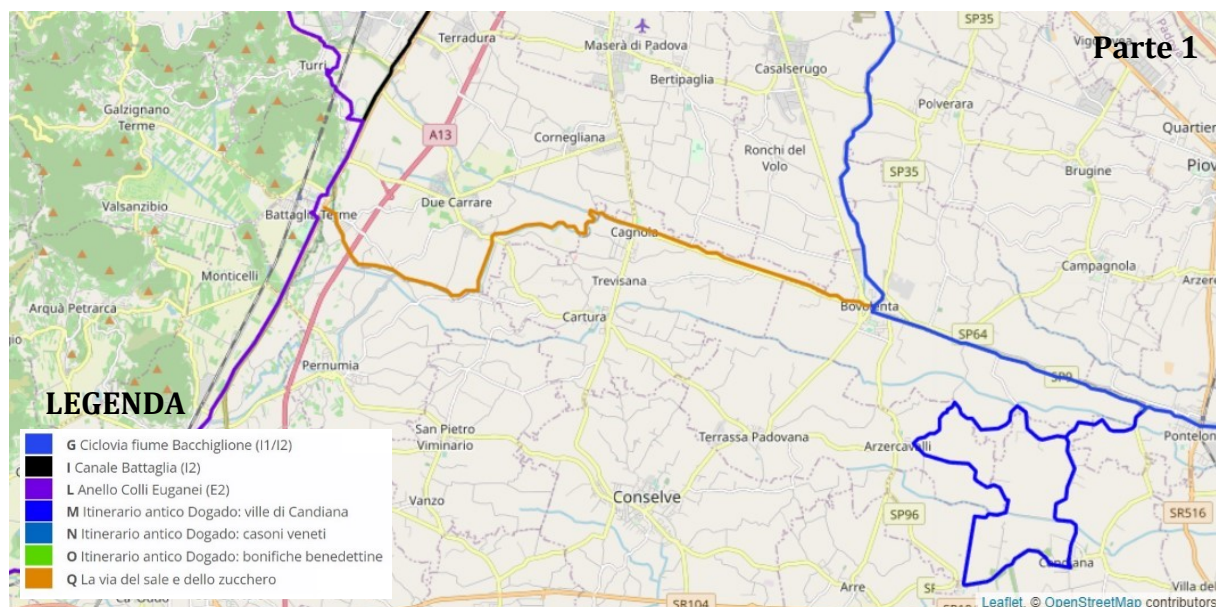 SP35
Terradura
Maserà di Padova
Parte 1
Turri
Bertipaglia
Casalserugo
Galzignano
Terme
Polverara
A13
Cornegliana
Quartier
Ronchi del
Volo
SP35
Brugine
Valsanzibio
Due Carrare
Battaglia Terme
Cagnola
Monticelli
Trevisana
Campagnola
Arquà Petrarca
Bovolenta
Cartura
SP64
Pernumia
SP9
LEGENDA
G Ciclovia fiume Bacchiglione (I1/I2)
I Canale Battaglia (I2)
L Anello Colli Euganei (E2)
M Itinerario antico Dogado: ville di Candiana
N Itinerario antico Dogado: casoni veneti
O Itinerario antico Dogado: bonifiche benedettine
Q La via del sale e dello zucchero
San Pietro
Viminario
Terrassa Padovana
Arzercavalli
Pontelon
Vanzo
Conselve
SP96
SR516
Candiana
Arre
Villa del
SR104
Leaflet, © OpenStreetMap contributors